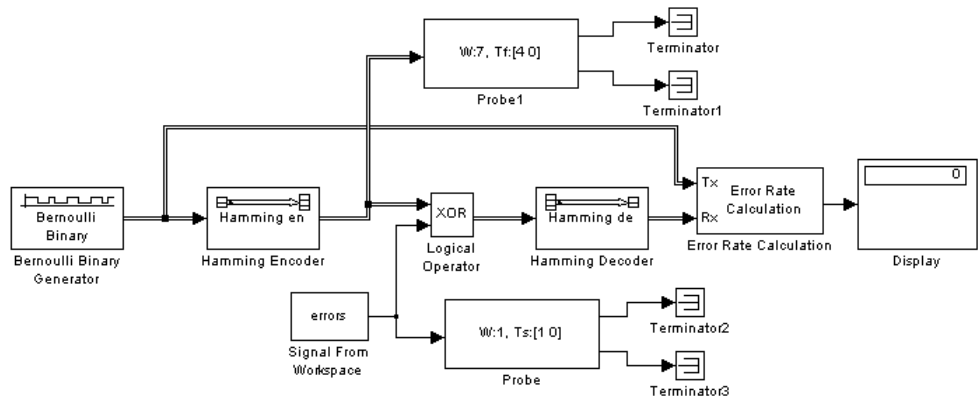 W:7, Tf:[4 0]
Probe1
Terminator
Terminator1
Bernoulli
Binary
Bernoulli Binary
Generator
Hamming en
Hamming Encoder
XOR
Logical
Operator
Hamming de
Hamming Decoder
Tx
Rx
Error Rate
Calculation
Error Rate Calculation
0
Display
errors
Signal From
Workspace
W:1, Ts:[1 0]
Probe
Terminator2
Terminator3